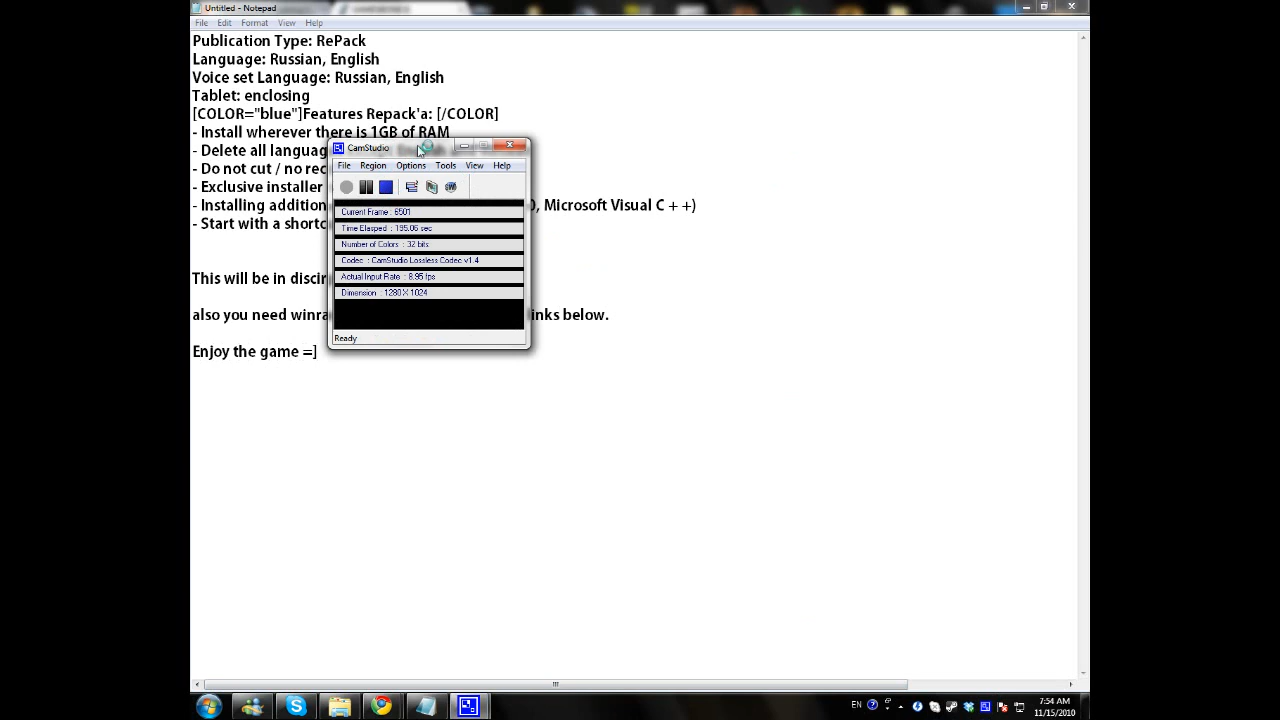 Untitled - Notepad
File Edit Format View Help
Publication Type: RePack
Language: Russian, English
Voice set Language: Russian, English
Tablet: enclosing
[COLOR="blue"]Features Repack'a: [/COLOR]
- Install wherever there is 1GB of RAM
- Delete all languag
- Do not cut / no rec
- Exclusive installer
- Installing addition 0, Microsoft Visual C + +)
- Start with a shortc
This will be in discri
also you need winra inks below.
Enjoy the game =]
CamStudio
File Region Options Tools View Help
Current Frame : 6501
Time Elasped : 195.06 sec
Number of Colors : 32 bits
Codec : CamStudio Lossless Codec v1.4
Actual Input Rate : 8.95 fps
Dimension : 1280 X 1024
Ready
EN
7:54 AM
11/15/2010